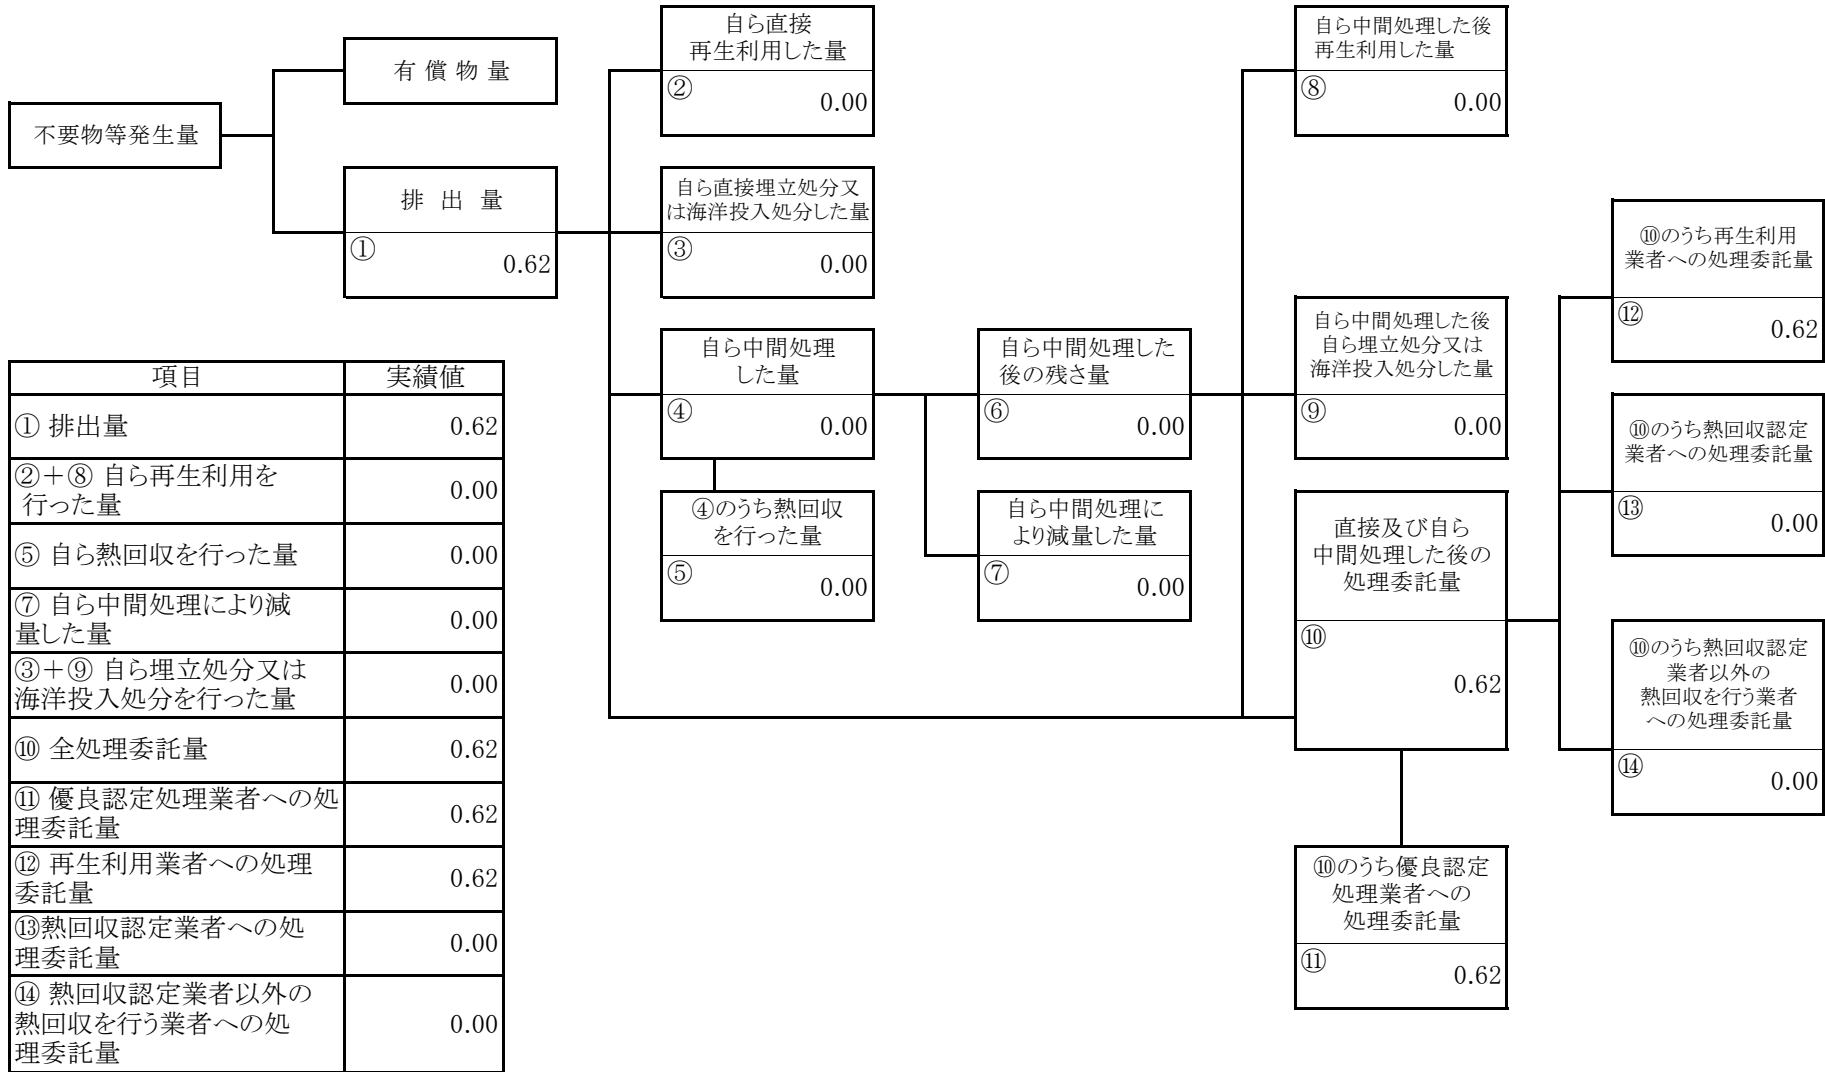 不要物等発生量
有 償 物 量
排 出 量
①
0.62
自ら直接
再生利用した量
②
0.00
自ら直接埋立処分又
は海洋投入処分した量
③
0.00
自ら中間処理
した量
④
0.00
④のうち熱回収
を行った量
⑤
0.00
自ら中間処理した
後の残さ量
⑥
0.00
自ら中間処理に
より減量した量
⑦
0.00
自ら中間処理した後
再生利用した量
⑧
0.00
自ら中間処理した後
自ら埋立処分又は
海洋投入処分した量
⑨
0.00
直接及び自ら
中間処理した後の
処理委託量
⑩
0.62
⑩のうち優良認定
処理業者への
処理委託量
⑪
0.62
⑩のうち再生利用
業者への処理委託量
⑫
0.62
⑩のうち熱回収認定
業者への処理委託量
⑬
0.00
⑩のうち熱回収認定
業者以外の
熱回収を行う業者
への処理委託量
⑭
0.00
項目 実績値
① 排出量 0.62
②+⑧ 自ら再生利用を
行った量 0.00
⑤ 自ら熱回収を行った量 0.00
⑦ 自ら中間処理により減
量した量 0.00
③+⑨ 自ら埋立処分又は
海洋投入処分を行った量 0.00
⑩ 全処理委託量 0.62
⑪ 優良認定処理業者への処
理委託量 0.62
⑫ 再生利用業者への処理
委託量 0.62
⑬熱回収認定業者への処
理委託量 0.00
⑭ 熱回収認定業者以外の
熱回収を行う業者への処
理委託量 0.00